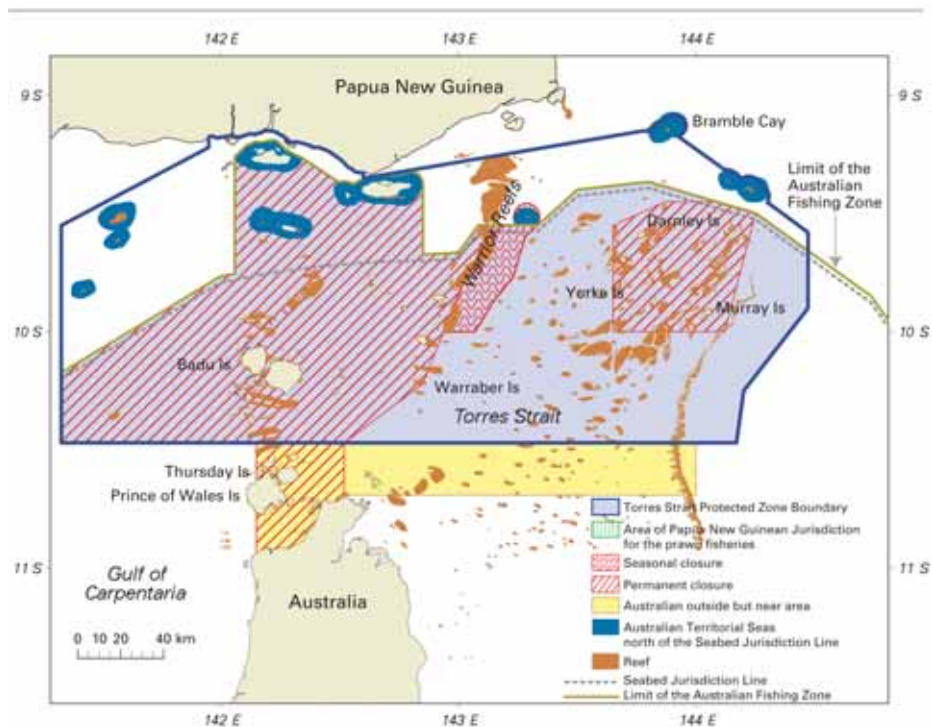 142 E
143 E
144 E
9 S
9 S
Papua New Guinea
Bramble Cay
Limit of the
Australian
Fishing Zone
Warrior Reefs
Darnley Is
Yerke Is
Murray Is
10 S
10 S
Badu Is
Warraber Is
Torres Strait
Thursday Is
Prince of Wales Is
Torres Strait Protected Zone Boundary
Area of Papua New Guinean Jurisdiction
for the prawn fisheries
Seasonal closure
Permanent closure
Australian outside but near area
Australian Territorial Seas
north of the Seabed Jurisdiction Line
Reef
Seabed Jurisdiction Line
Limit of the Australian Fishing Zone
11 S
11 S
Gulf of
Carpentaria
Australia
0 10 20 40 km
142 E
143 E
144 E